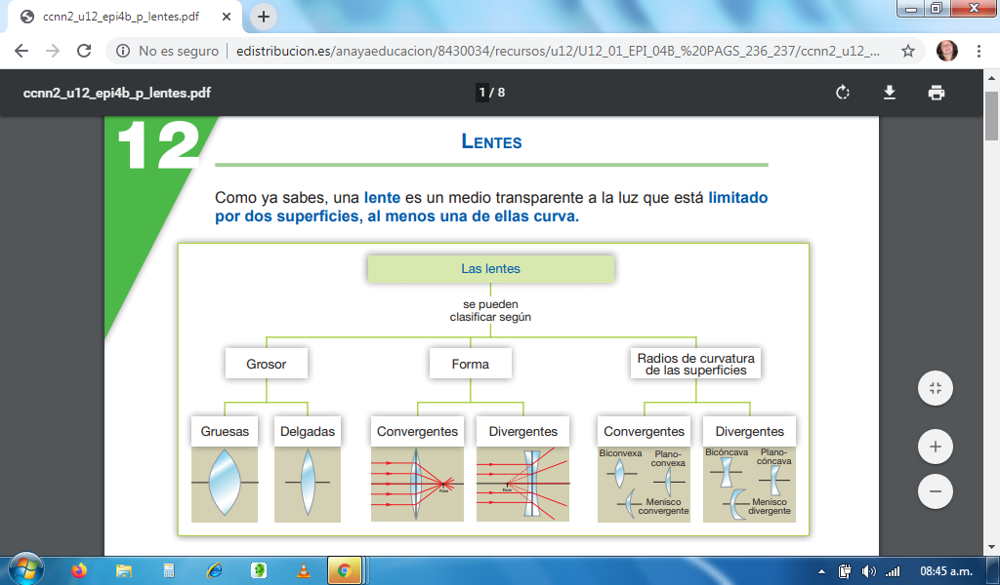 ccnn2_u12_epi4b_p_lentes.pdf
No es seguro | edistribucion.es/anayaeducacion/8430034/recursos/u12/U12_01_EPI_04B_%20PAGS_236_237/ccnn2_u12_...
ccnn2_u12_epi4b_p_lentes.pdf
1 / 8
12
LENTES
Como ya sabes, una lente es un medio transparente a la luz que está limitado
por dos superficies, al menos una de ellas curva.
Las lentes
se pueden
clasificar según
Grosor
Forma
Radios de curvatura
de las superficies
Gruesas
Delgadas
Convergentes
Divergentes
Convergentes
Divergentes
Foco
Foco
Biconvexa
Plano-
convexa
Menisco
convergente
Bicóncava
Plano-
cóncava
Menisco
divergente
08:45 a.m.